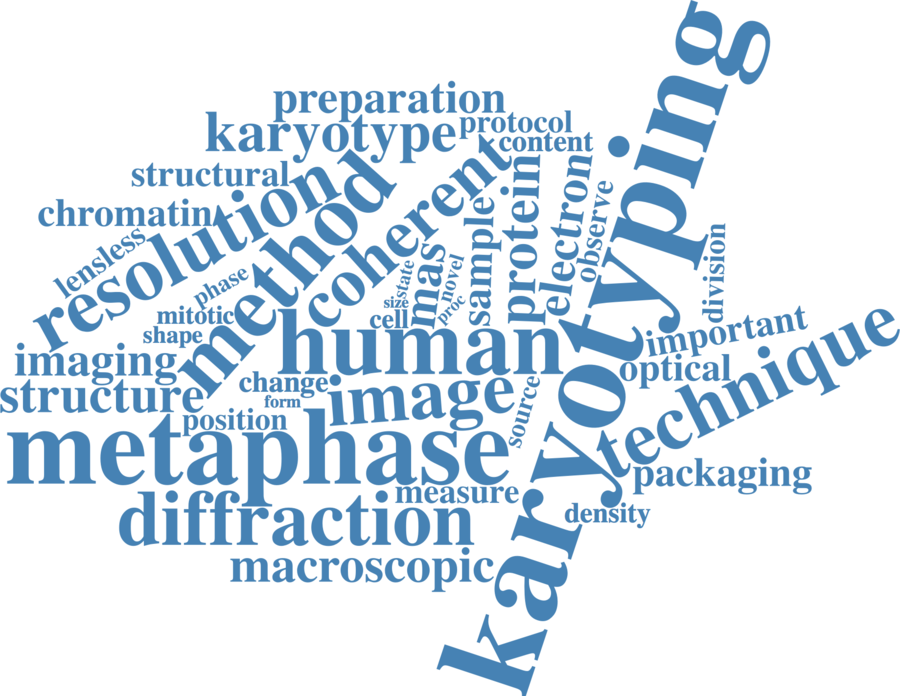 preparation
karyotype
protocol
content
structural
resolution
method
coherent
chromatin
lensless
phase
mitotic
shape
state
size
cell
mas
novel
proc
sample
protein
electron
observe
karyotyping
division
human
imaging
important
optical
technique
structure
change
form
position
image
source
metaphase
packaging
measure
diffraction
density
macroscopic